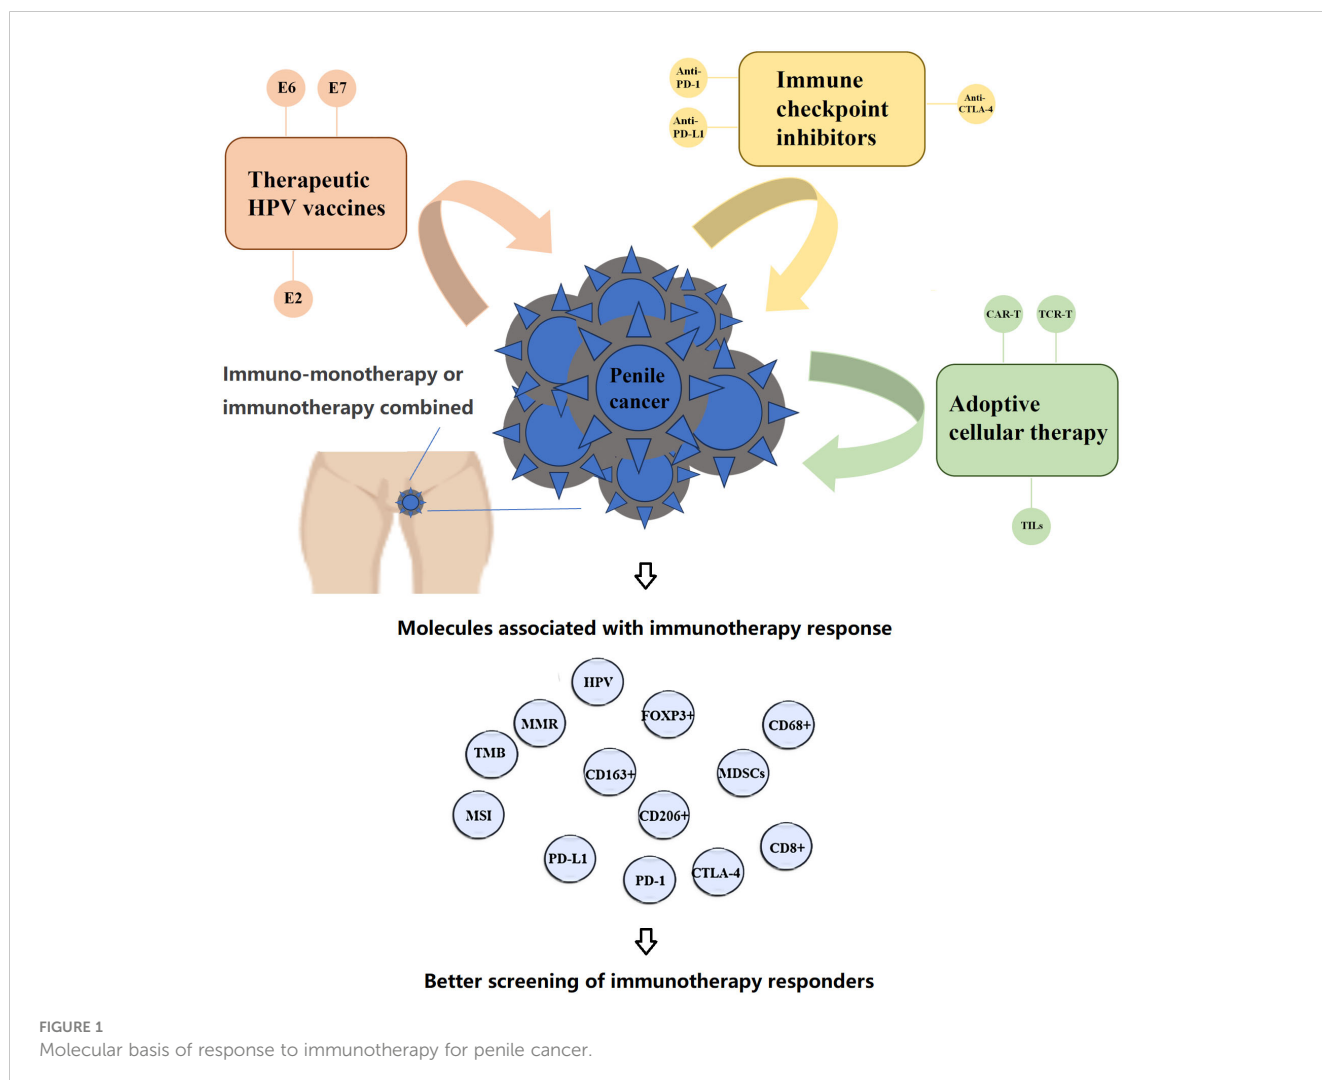 E6
E7
Therapeutic
HPV vaccines
E2
Anti-
PD-1
Anti-
PD-L1
Immune
checkpoint
inhibitors
Anti-
CTLA-4
CAR-T
TCR-T
Adoptive
cellular therapy
TILs
Penile
cancer
Immuno-monotherapy or
immunotherapy combined
Molecules associated with immunotherapy response
HPV
FOXP3+
CD68+
MMR
TMB
CD163+
MDSCs
MSI
CD206+
CD8+
PD-L1
PD-1
CTLA-4
Better screening of immunotherapy responders
FIGURE 1
Molecular basis of response to immunotherapy for penile cancer.